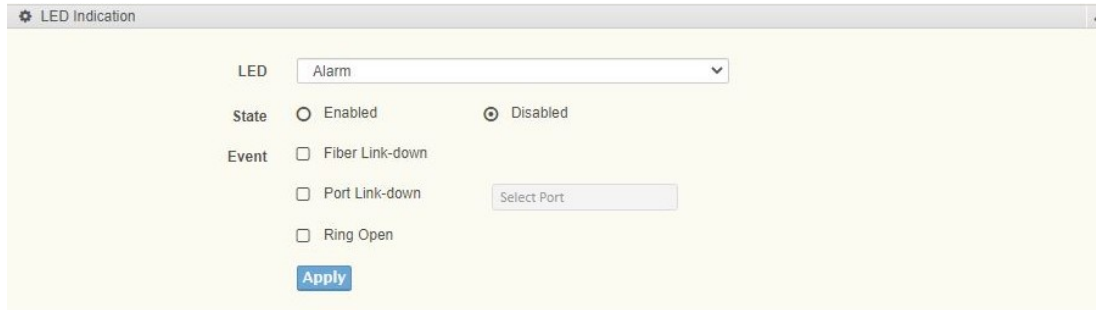 LED Indication
LED Alarm
State Enabled Disabled
Event Fiber Link-down
Port Link-down Select Port
Ring Open
Apply